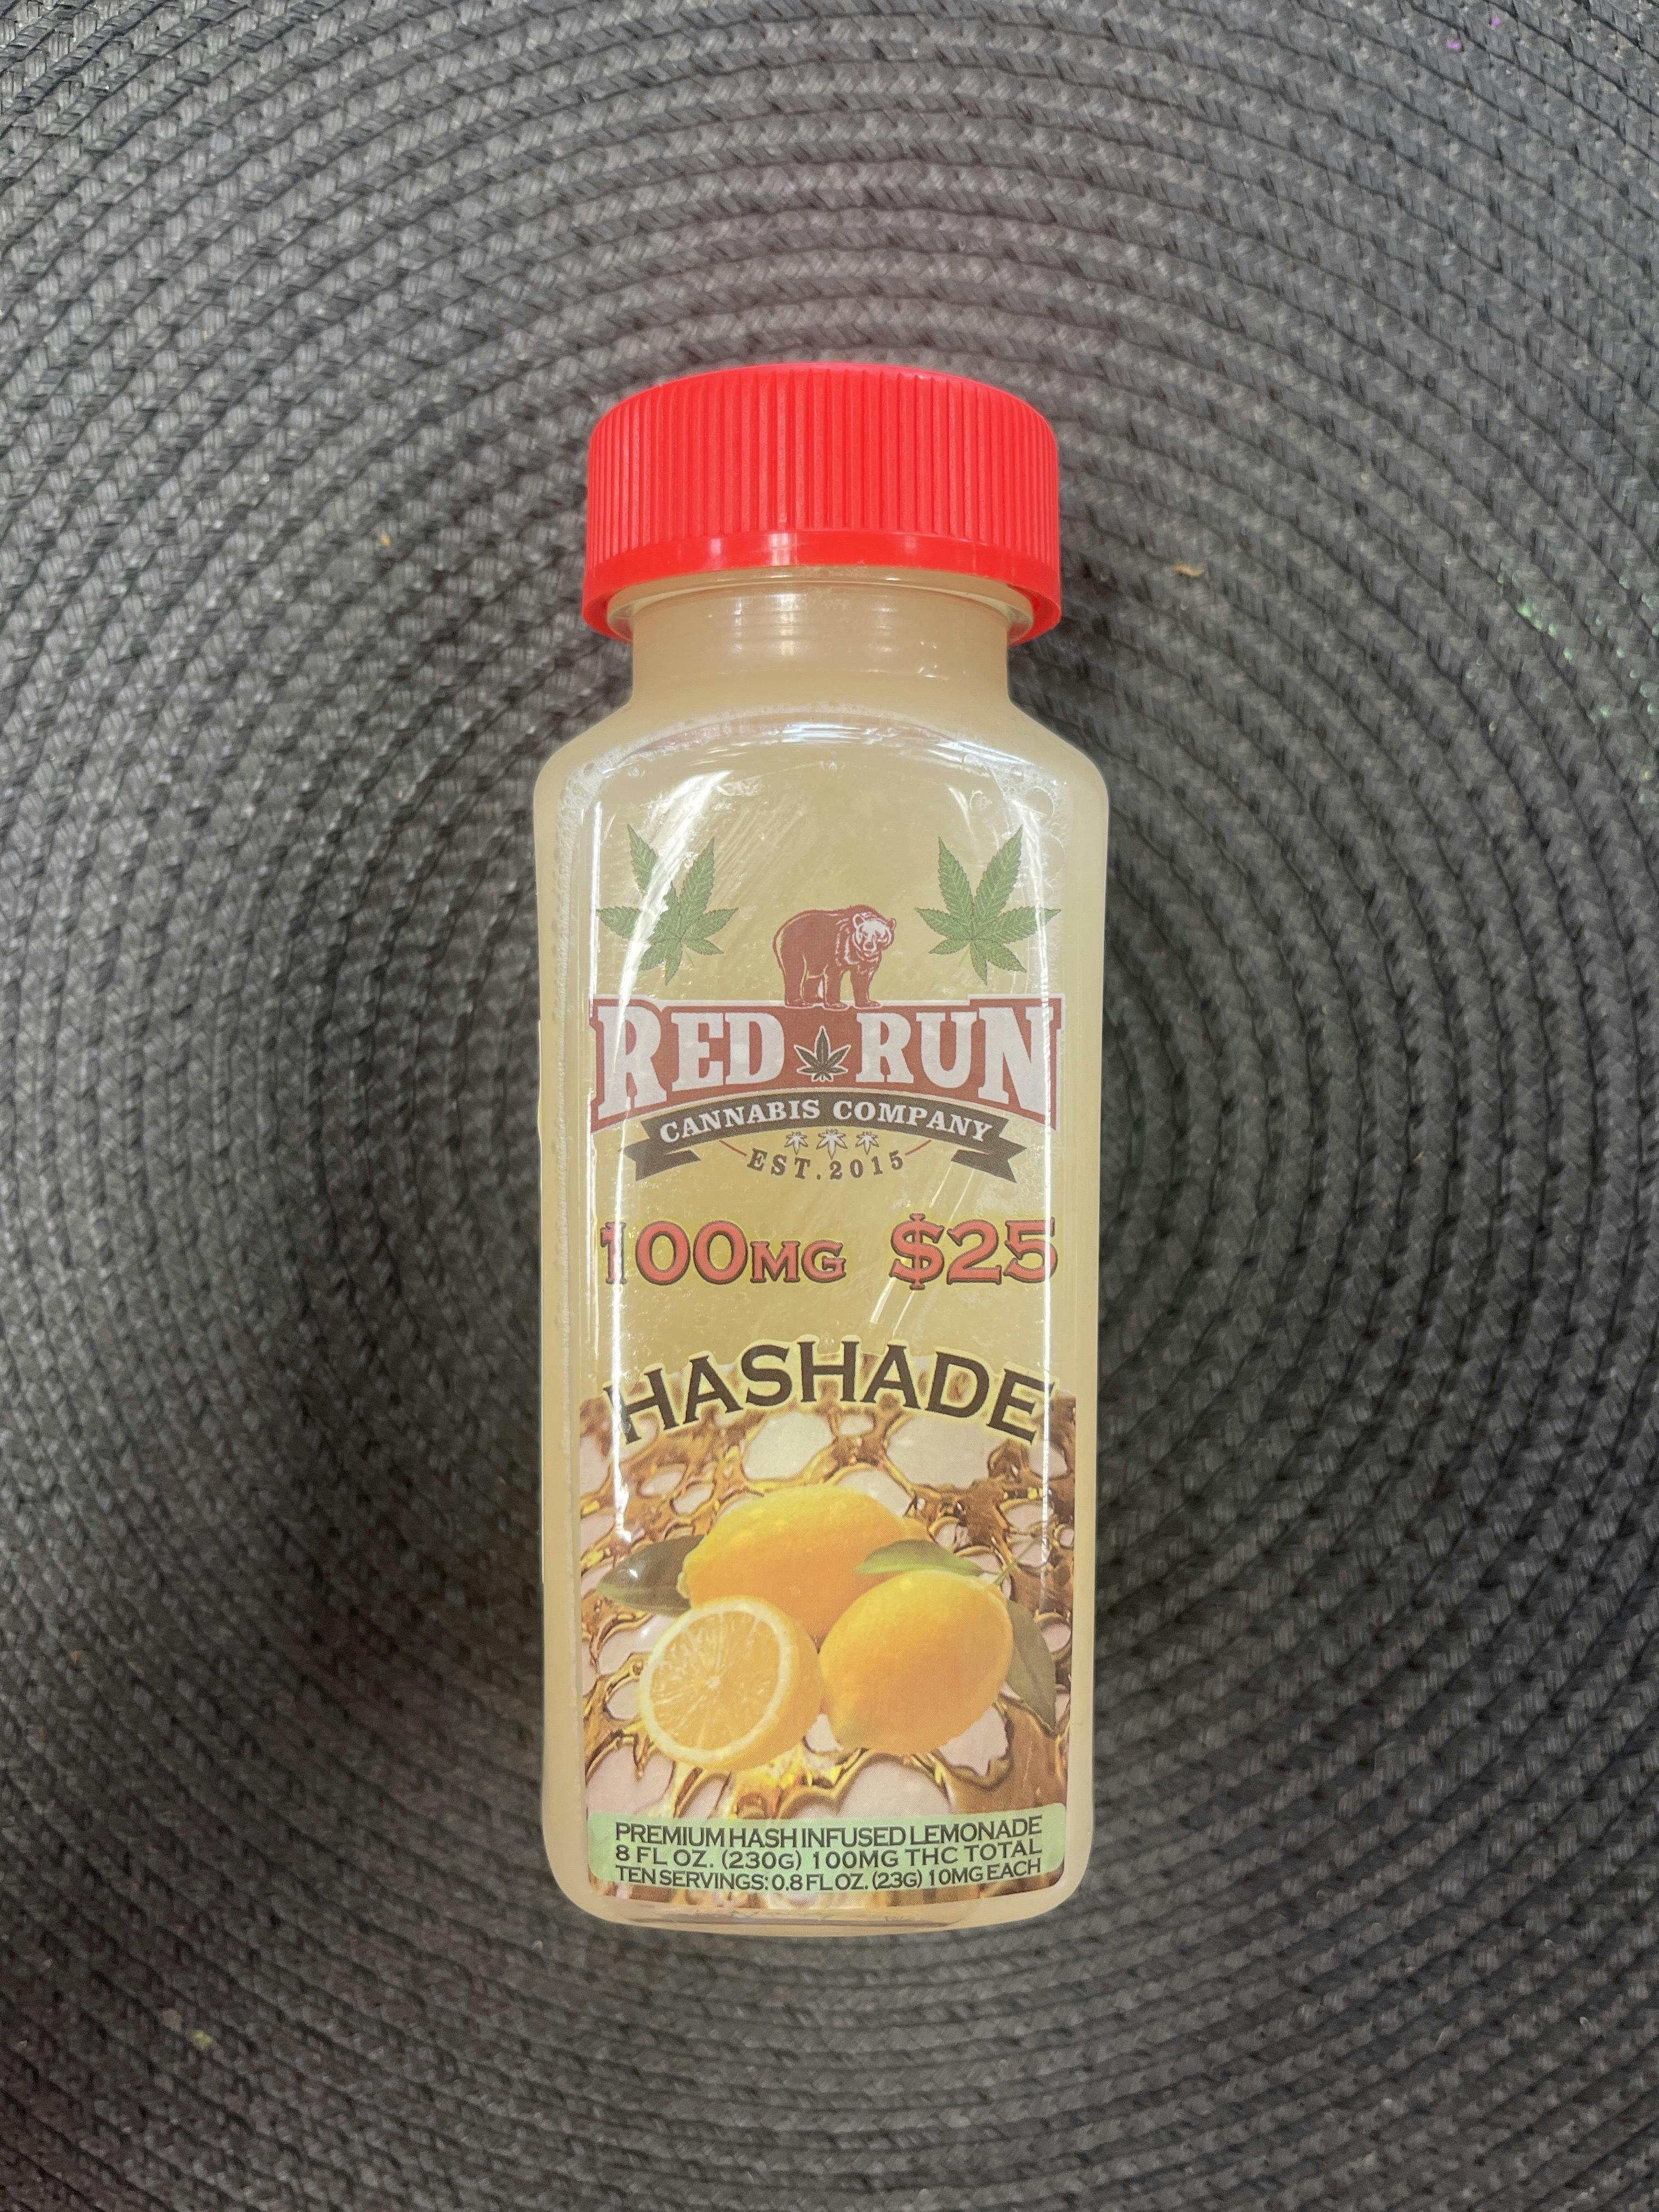 RED RUN
CANNABIS COMPANY
EST. 2015
100MG $25
HASHADE
PREMIUM HASH INFUSED LEMONADE
8 FL OZ. (230G) 100MG THC TOTAL
TEN SERVINGS: 0.8 FL OZ. (23G) 10MG EACH